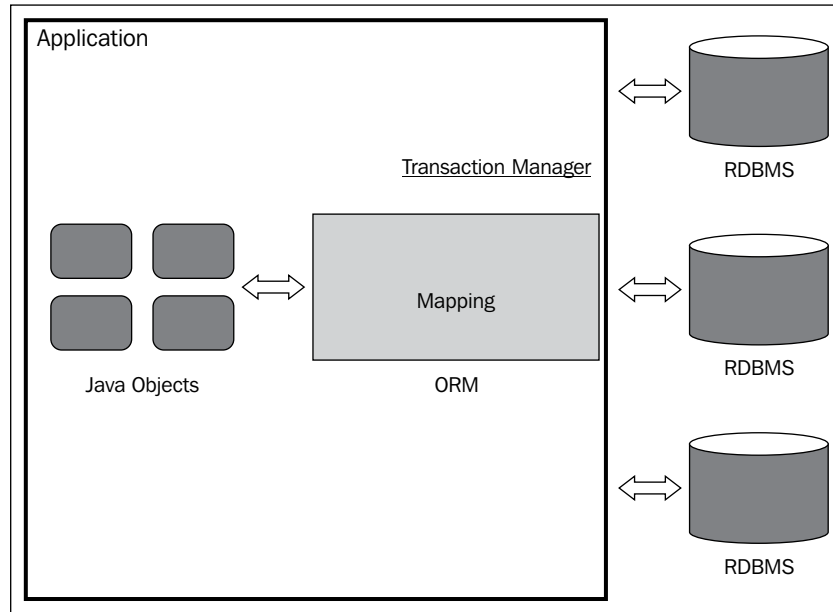 Application
Transaction Manager
RDBMS
Mapping
Java Objects
ORM
RDBMS
RDBMS